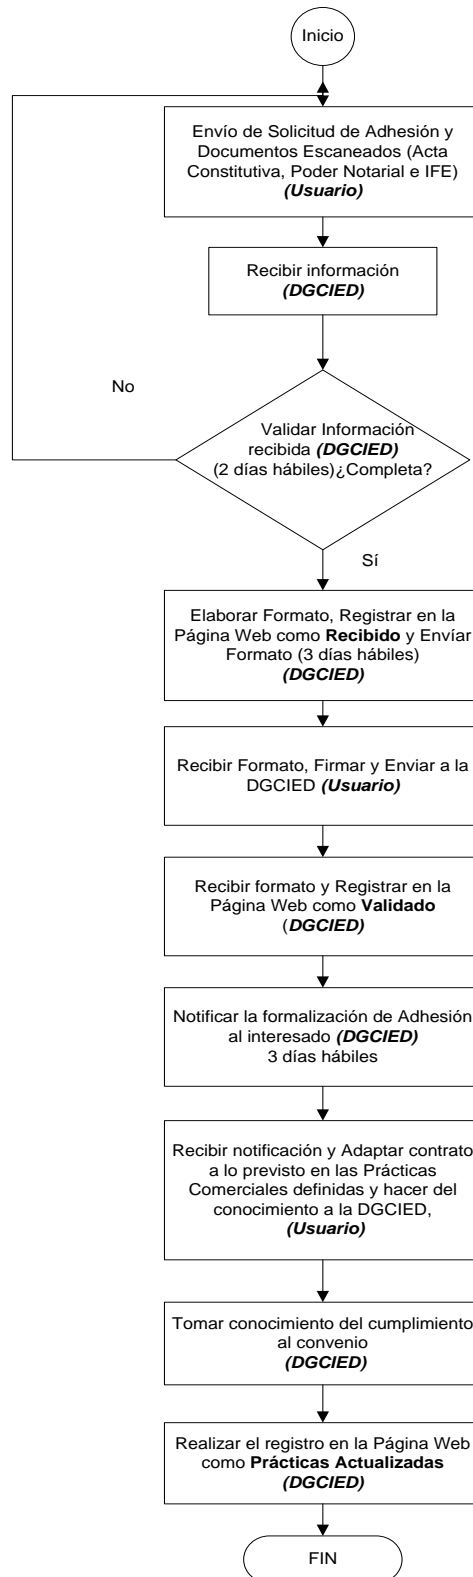 Inicio
Envío de Solicitud de Adhesión y
Documentos Escaneados (Acta
Constitutiva, Poder Notarial e IFE)
(Usuario)
Recibir información
(DGCIED)
No
Validar Información
recibida (DGCIED)
(2 días hábiles)¿Completa?
Sí
Elaborar Formato, Registrar en la
Página Web como Recibido y Envíar
Formato (3 días hábiles)
(DGCIED)
Recibir Formato, Firmar y Enviar a la
DGCIED (Usuario)
Recibir formato y Registrar en la
Página Web como Validado
(DGCIED)
Notificar la formalización de Adhesión
al interesado (DGCIED)
3 días hábiles
Recibir notificación y Adaptar contrato
a lo previsto en las Prácticas
Comerciales definidas y hacer del
conocimiento a la DGCIED,
(Usuario)
Tomar conocimiento del cumplimiento
al convenio
(DGCIED)
Realizar el registro en la Página Web
como Prácticas Actualizadas
(DGCIED)
FIN